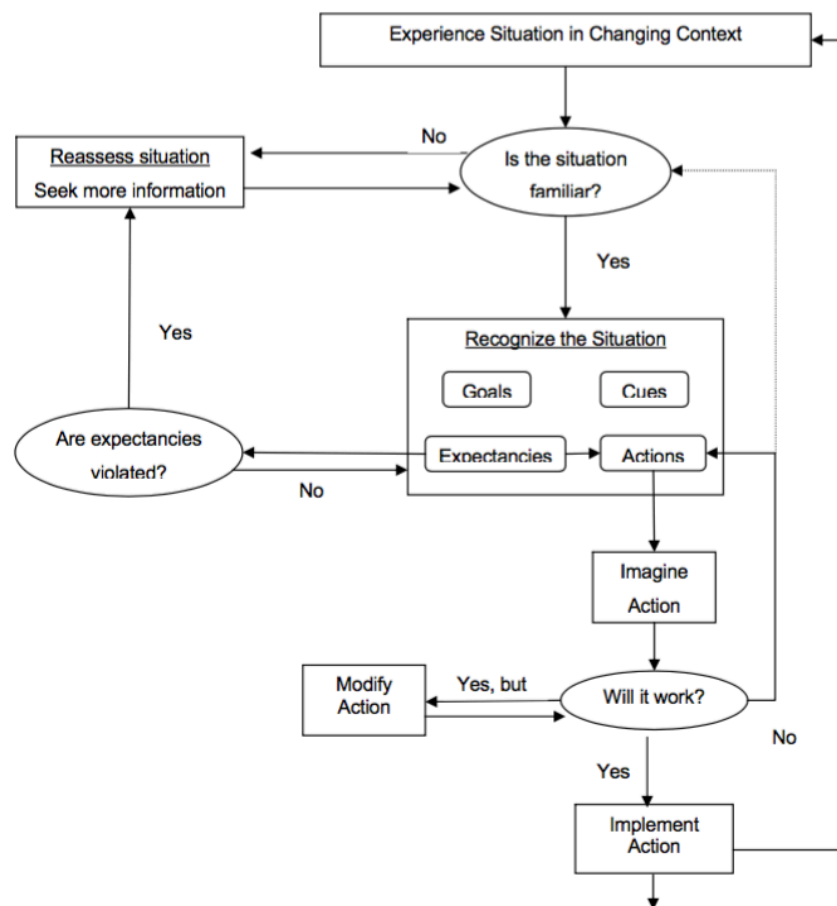 Experience Situation in Changing Context
No
Reassess situation
Seek more information
Is the situation
familiar?
Yes
Recognize the Situation
Yes
Goals
Cues
Are expectancies
violated?
Expectancies
Actions
No
Imagine
Action
Modify
Action
Yes, but
Will it work?
No
Yes
Implement
Action